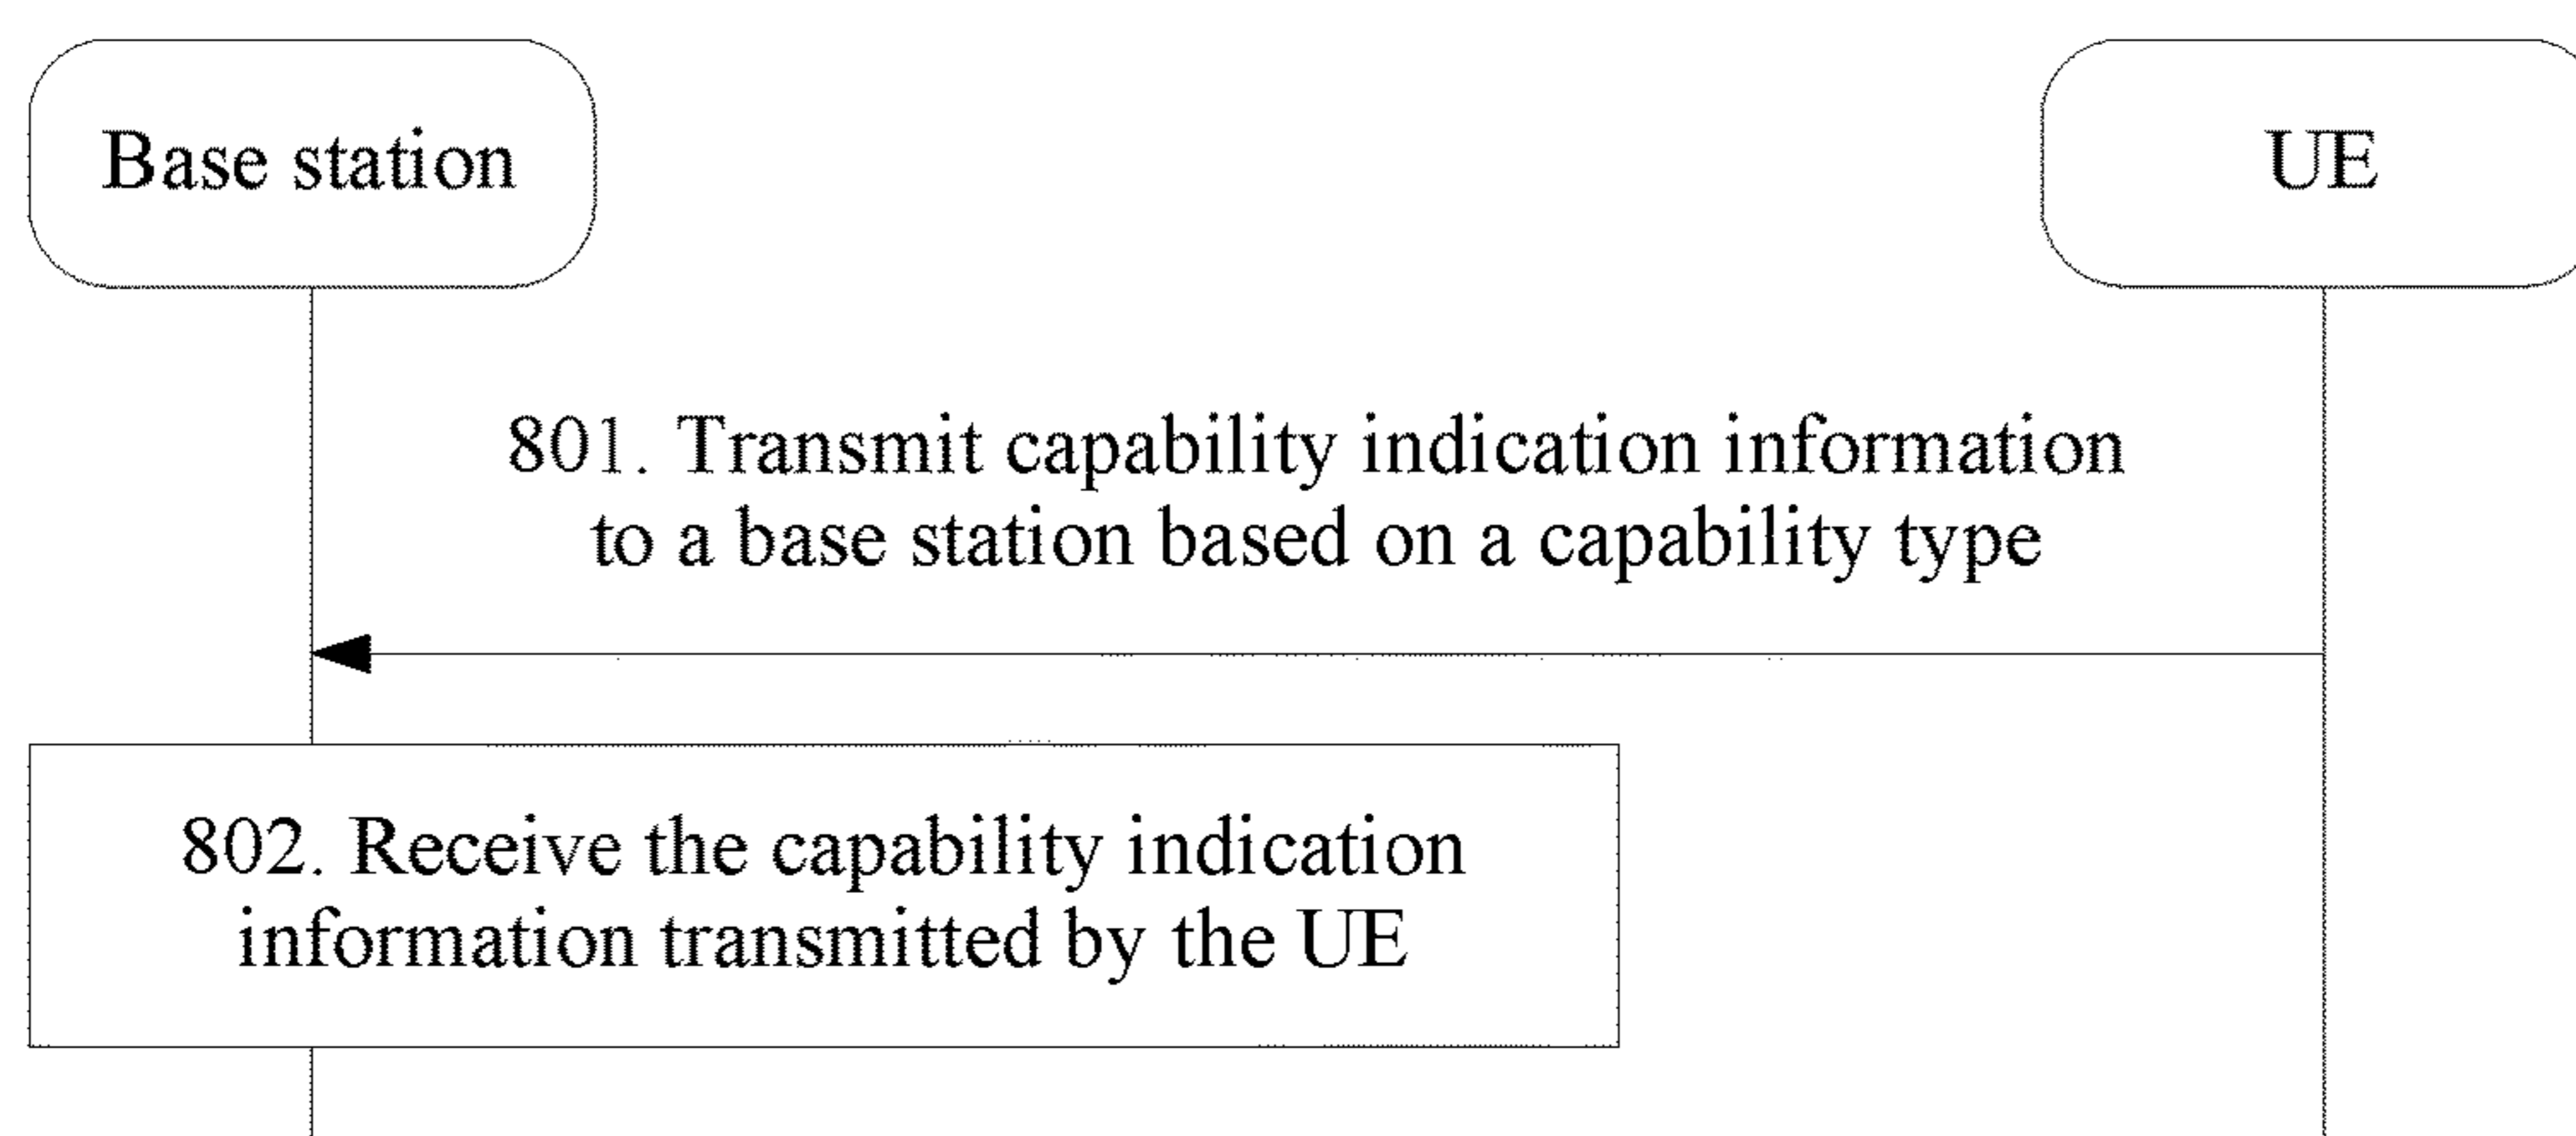 Base station
UE
801. Transmit capability indication information
to a base station based on a capability type
802. Receive the capability indication
information transmitted by the UE